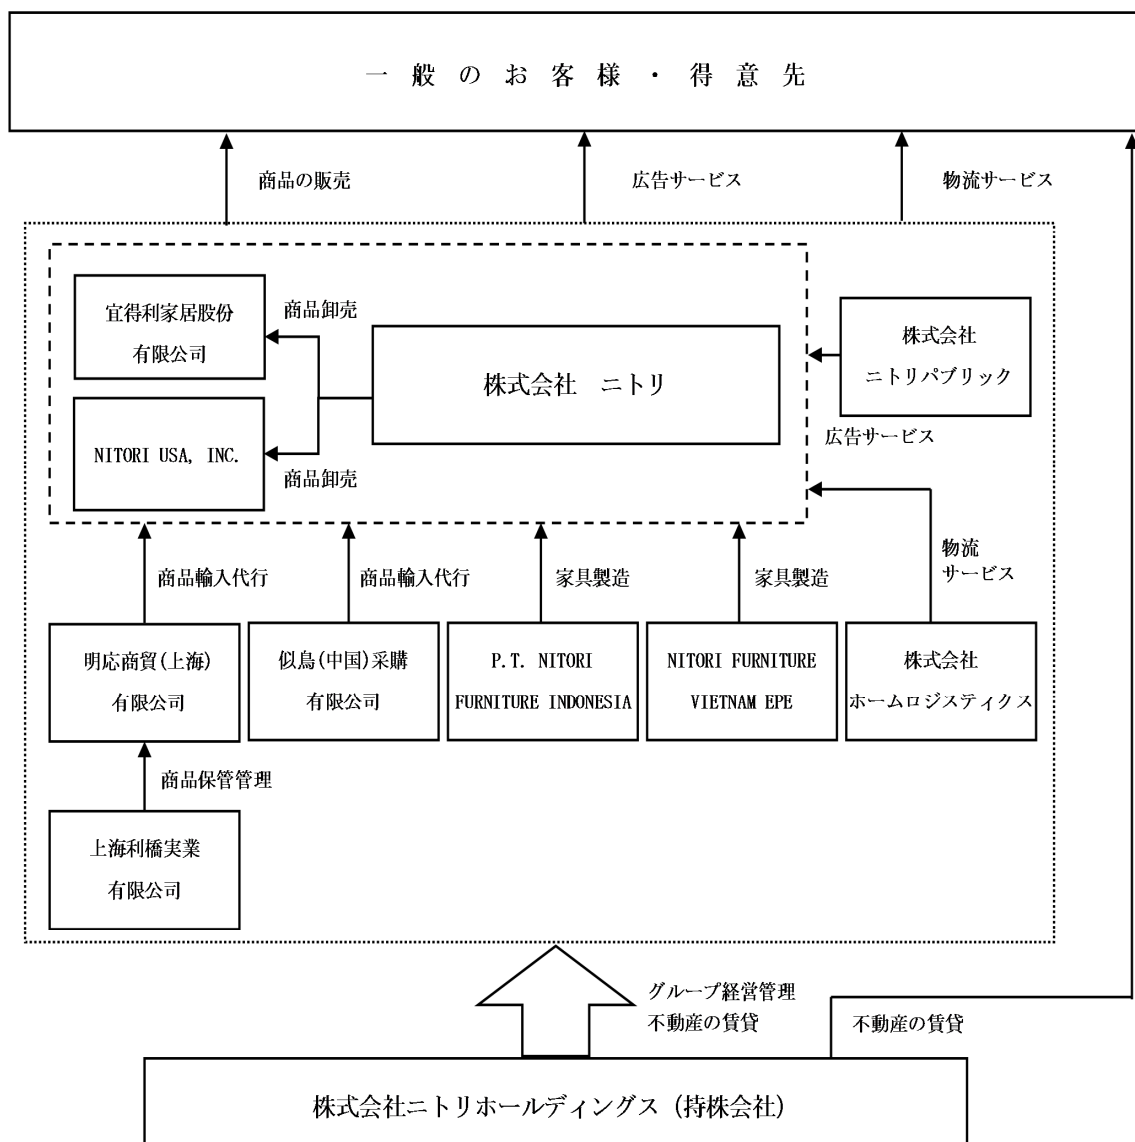 一般のお客様・得意先
商品の販売
広告サービス
物流サービス
宜得利家居股份
有限公司
商品卸売
株式会社 ニトリ
株式会社
ニトリパブリック
広告サービス
NITORI USA, INC.
商品卸売
物流
サービス
商品輸入代行
商品輸入代行
家具製造
家具製造
明応商貿(上海)
有限公司
似鳥(中国)采購
有限公司
P.T. NITORI
FURNITURE INDONESIA
NITORI FURNITURE
VIETNAM EPE
株式会社
ホームロジスティクス
商品保管管理
上海利橋実業
有限公司
グループ経営管理
不動産の賃貸
不動産の賃貸
株式会社ニトリホールディングス (持株会社)